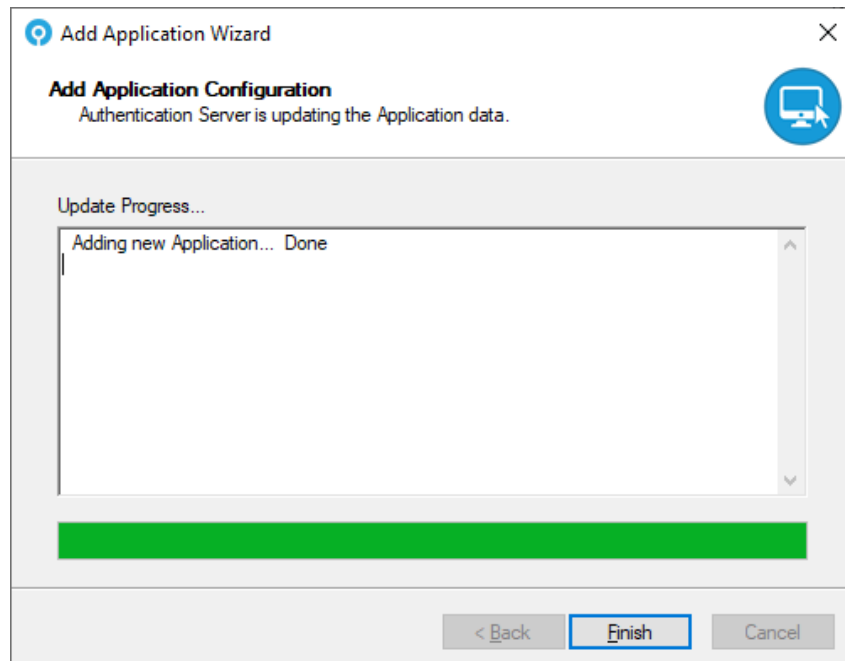 Add Application Wizard
Add Application Configuration
Authentication Server is updating the Application data.
Update Progress...
Adding new Application... Done
< Back Finish Cancel